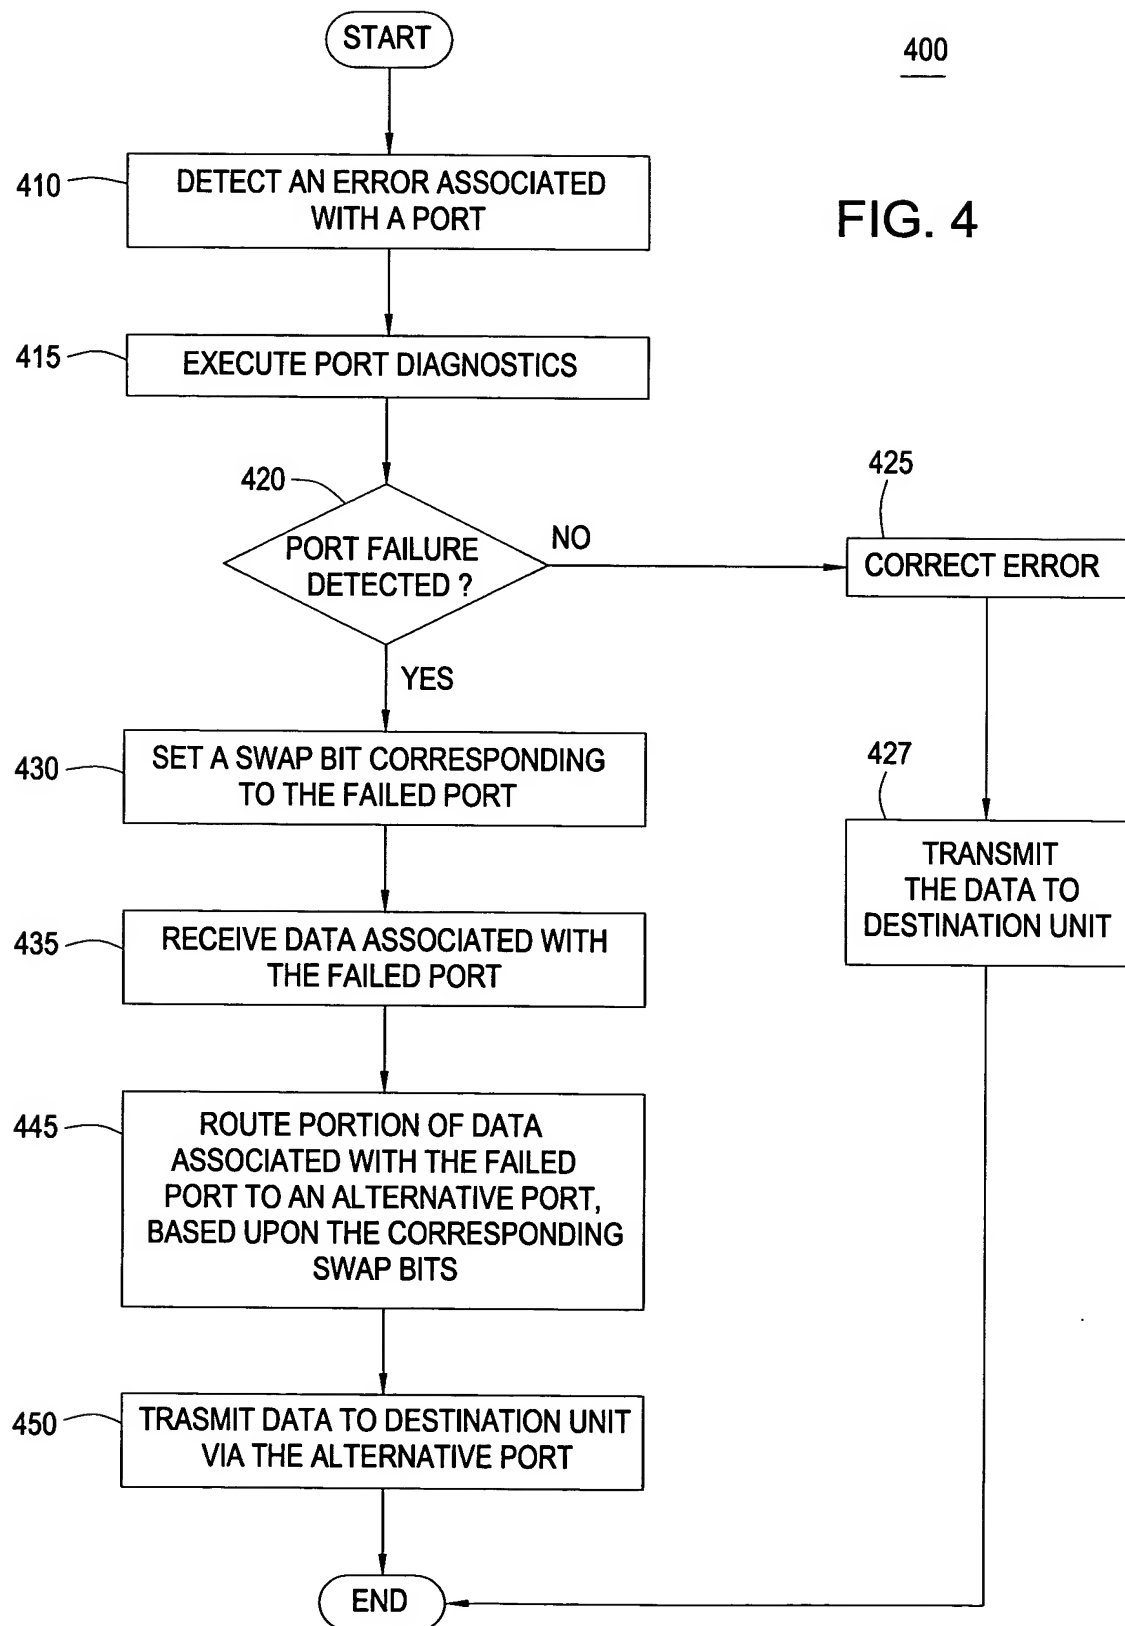 START
400
410
DETECT AN ERROR ASSOCIATED
WITH A PORT
FIG. 4
415
EXECUTE PORT DIAGNOSTICS
420
PORT FAILURE
DETECTED ?
NO
425
CORRECT ERROR
YES
430
SET A SWAP BIT CORRESPONDING
TO THE FAILED PORT
427
TRANSMIT
THE DATA TO
DESTINATION UNIT
435
RECEIVE DATA ASSOCIATED WITH
THE FAILED PORT
445
ROUTE PORTION OF DATA
ASSOCIATED WITH THE FAILED
PORT TO AN ALTERNATIVE PORT,
BASED UPON THE CORRESPONDING
SWAP BITS
450
TRASMIT DATA TO DESTINATION UNIT
VIA THE ALTERNATIVE PORT
END